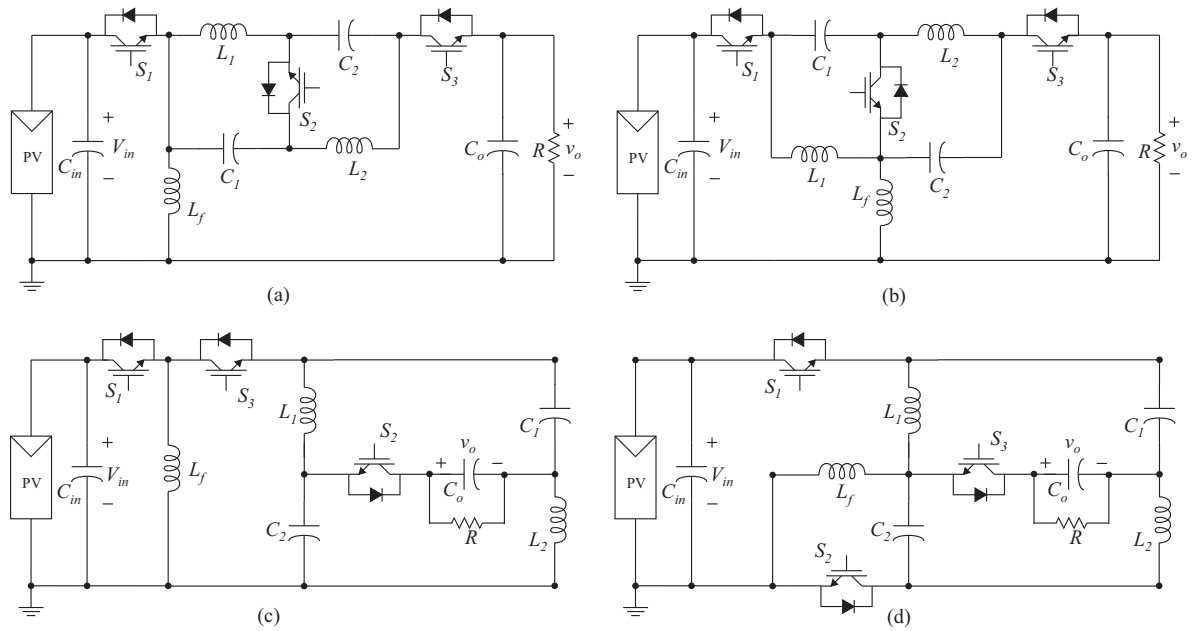 S1 L1 C2 S3
S2
PV Cin + Vin − C1 L2 Co R + vo −
Lf
(a)
S1 C1 L2 S3
S2
PV Cin + Vin − L1 C2 Co R + vo −
Lf
(b)
S1 S3
L1 C1
S2 vo
PV Cin + Vin − Lf + − Co
C2 R L2
(c)
S1
L1 C1
S3 vo
PV Cin + Vin − Lf + − Co
C2 R L2
S2
(d)